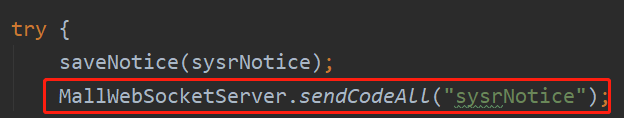 try {
saveNotice(sysrNotice);
MallWebSocketServer.sendCodeAll("sysrNotice");